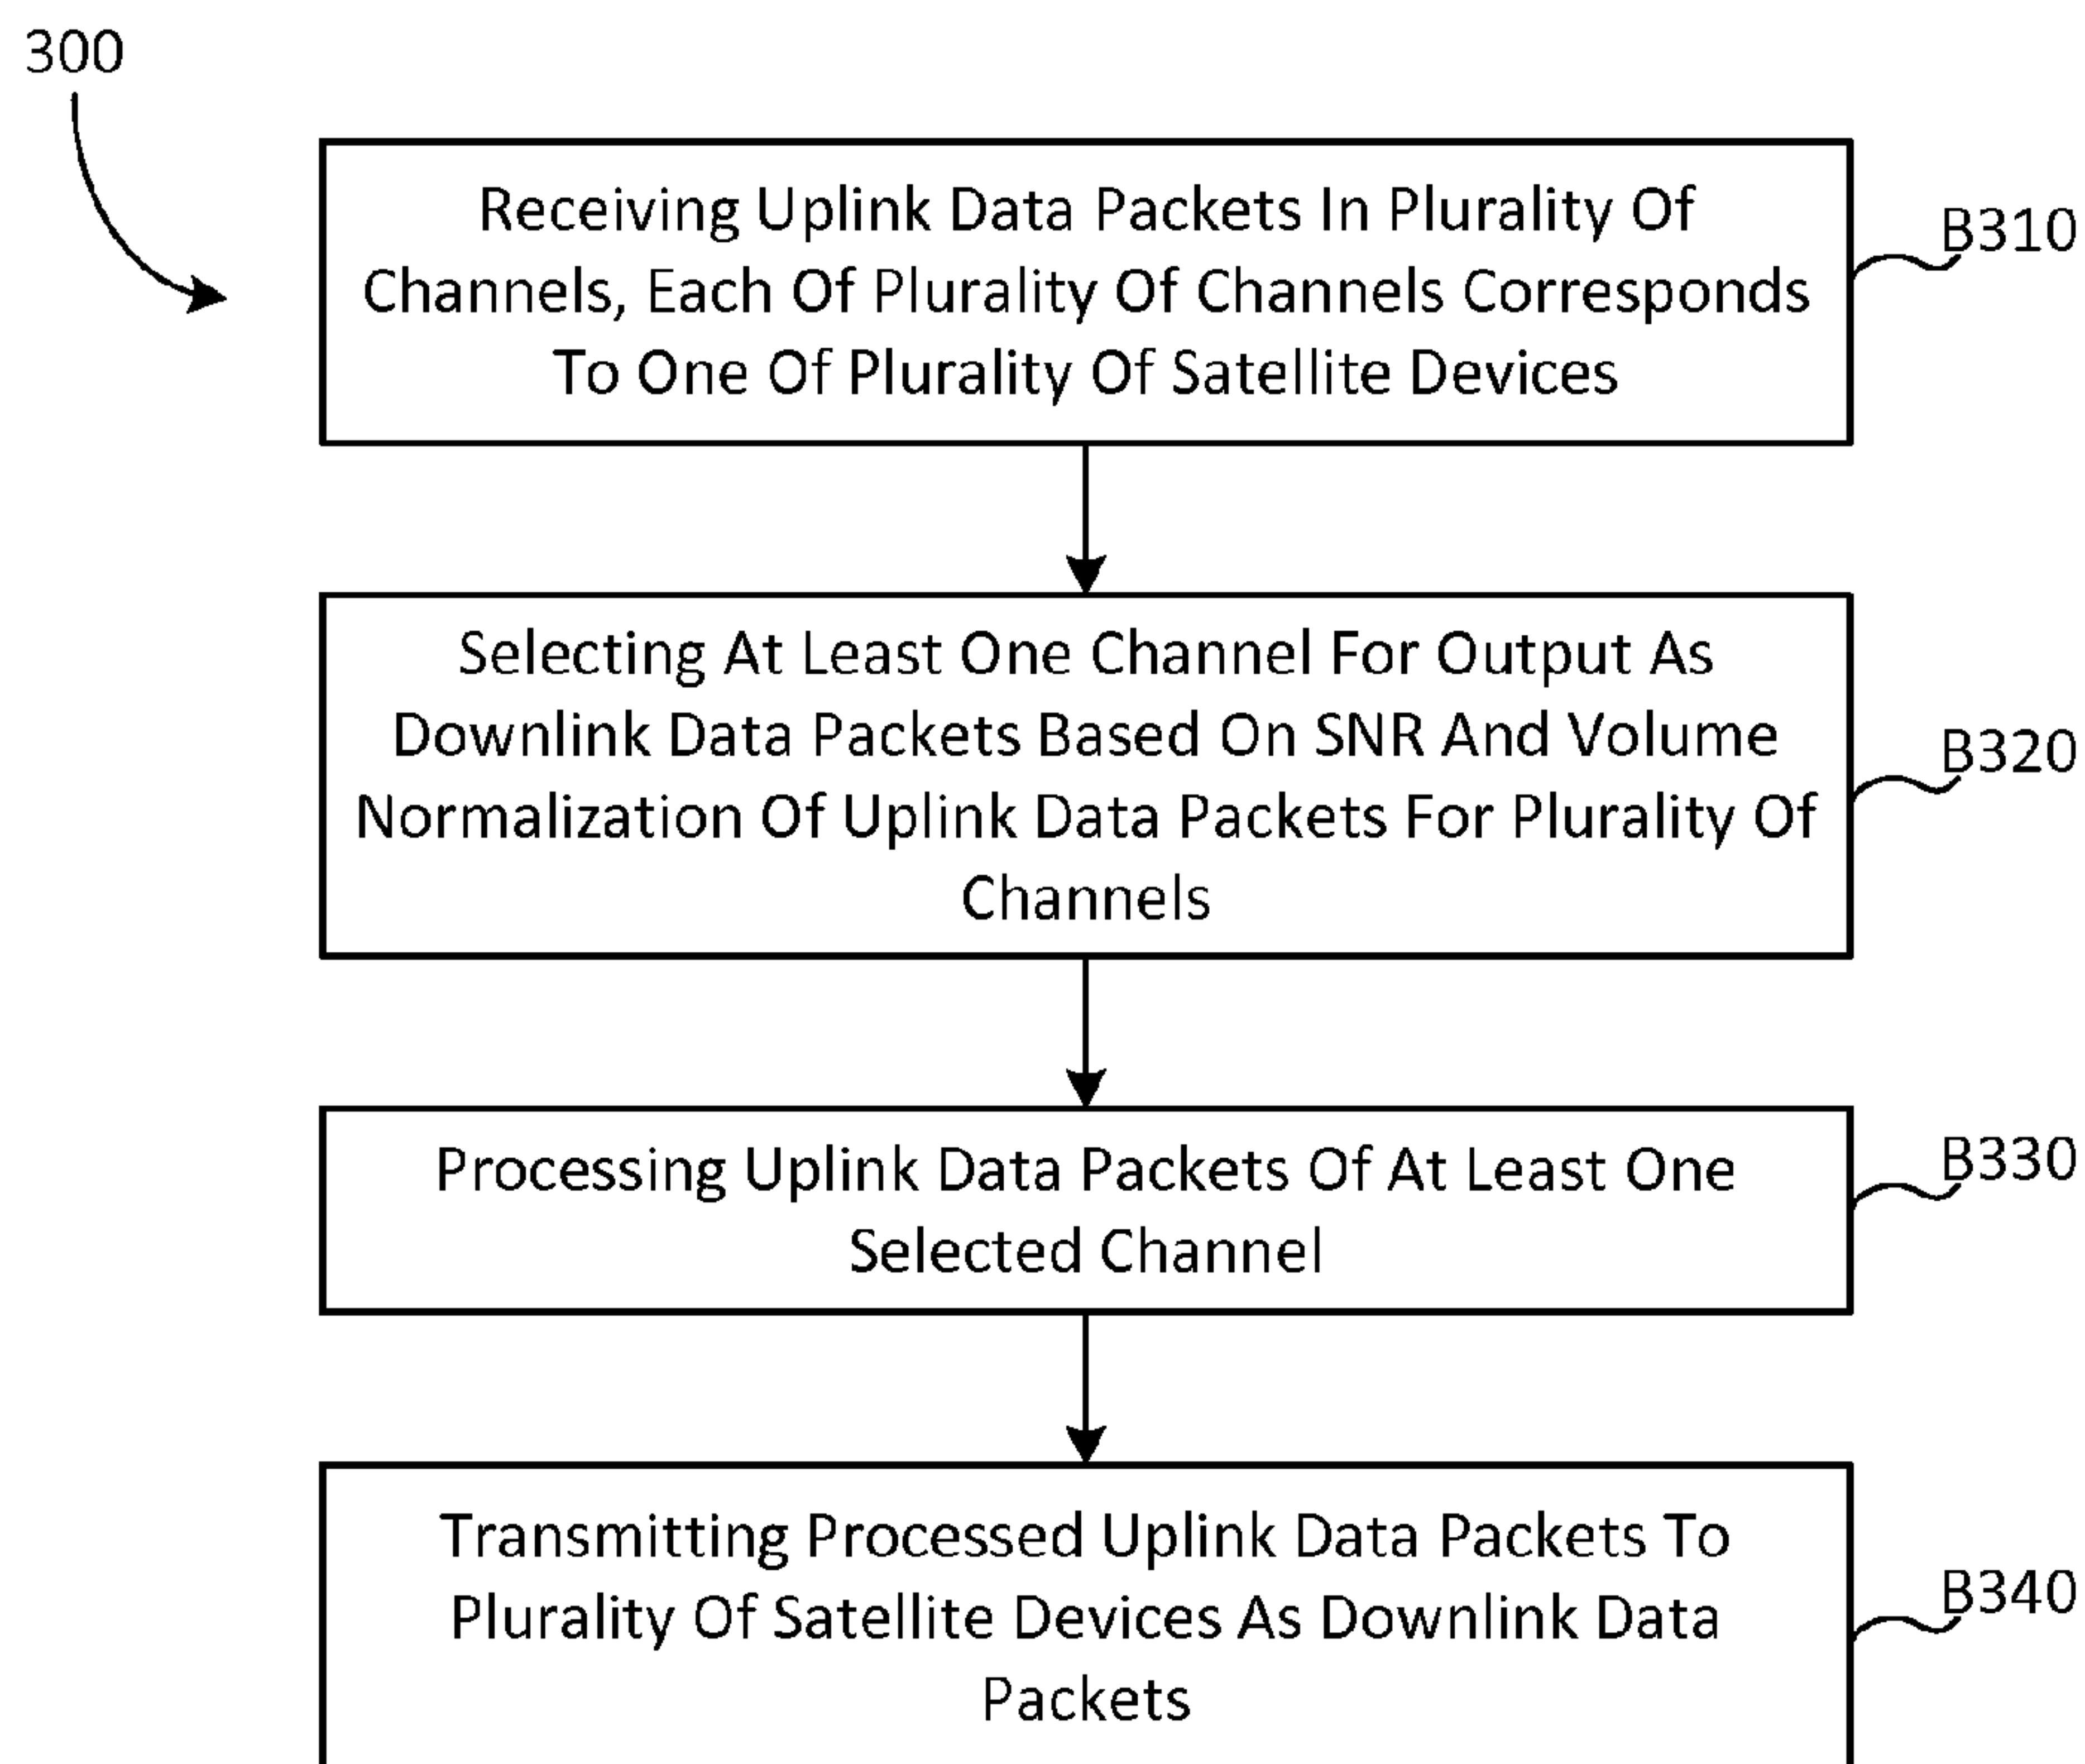 300
Receiving Uplink Data Packets In Plurality Of
Channels, Each Of Plurality Of Channels Corresponds
To One Of Plurality Of Satellite Devices
B310
Selecting At Least One Channel For Output As
Downlink Data Packets Based On SNR And Volume
Normalization Of Uplink Data Packets For Plurality Of
Channels
B320
Processing Uplink Data Packets Of At Least One
Selected Channel
B330
Transmitting Processed Uplink Data Packets To
Plurality Of Satellite Devices As Downlink Data
Packets
B340